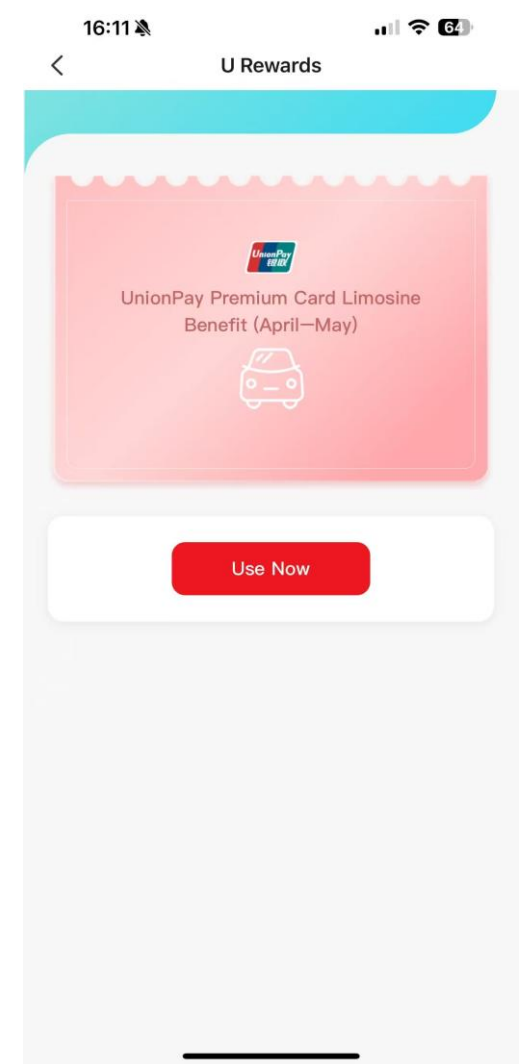 16:11
64
U Rewards
UnionPay
银联
UnionPay Premium Card Limosine
Benefit (April—May)
Use Now